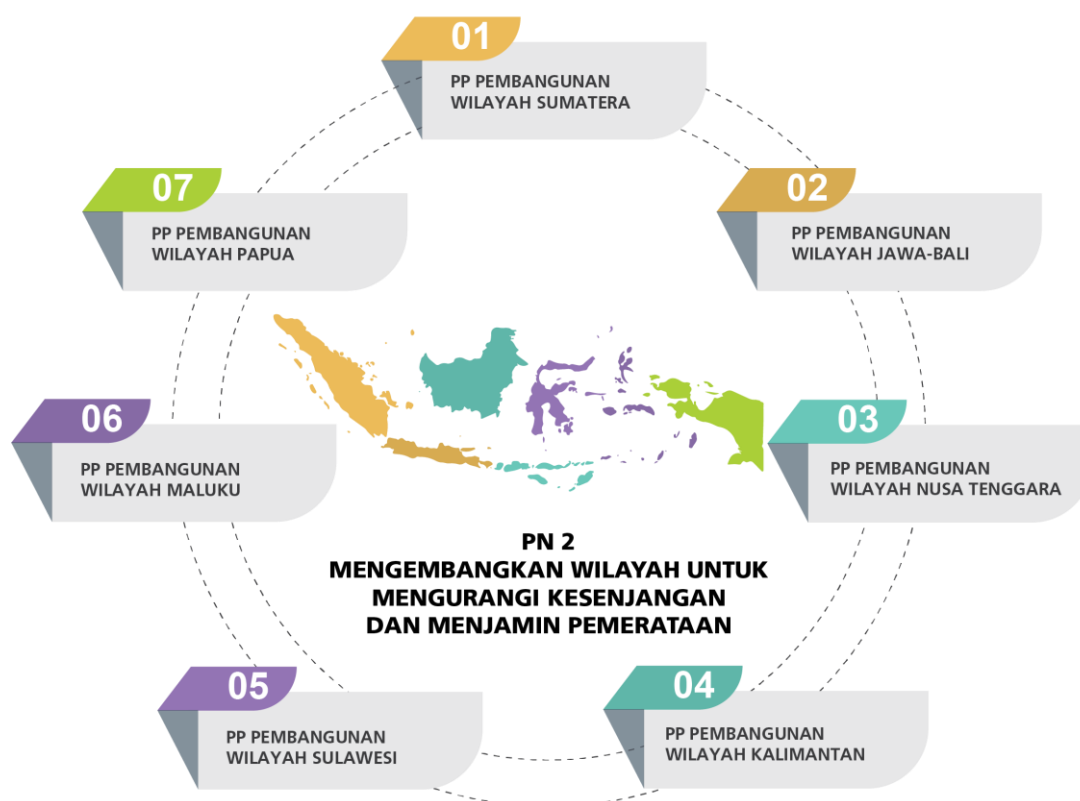 01
PP PEMBANGUNAN
WILAYAH SUMATERA
02
PP PEMBANGUNAN
WILAYAH JAWA-BALI
03
PP PEMBANGUNAN
WILAYAH NUSA TENGGARA
04
PP PEMBANGUNAN
WILAYAH KALIMANTAN
05
PP PEMBANGUNAN
WILAYAH SULAWESI
06
PP PEMBANGUNAN
WILAYAH MALUKU
07
PP PEMBANGUNAN
WILAYAH PAPUA
PN 2
MENGEMBANGKAN WILAYAH UNTUK
MENGURANGI KESENJANGAN
DAN MENJAMIN PEMERATAAN